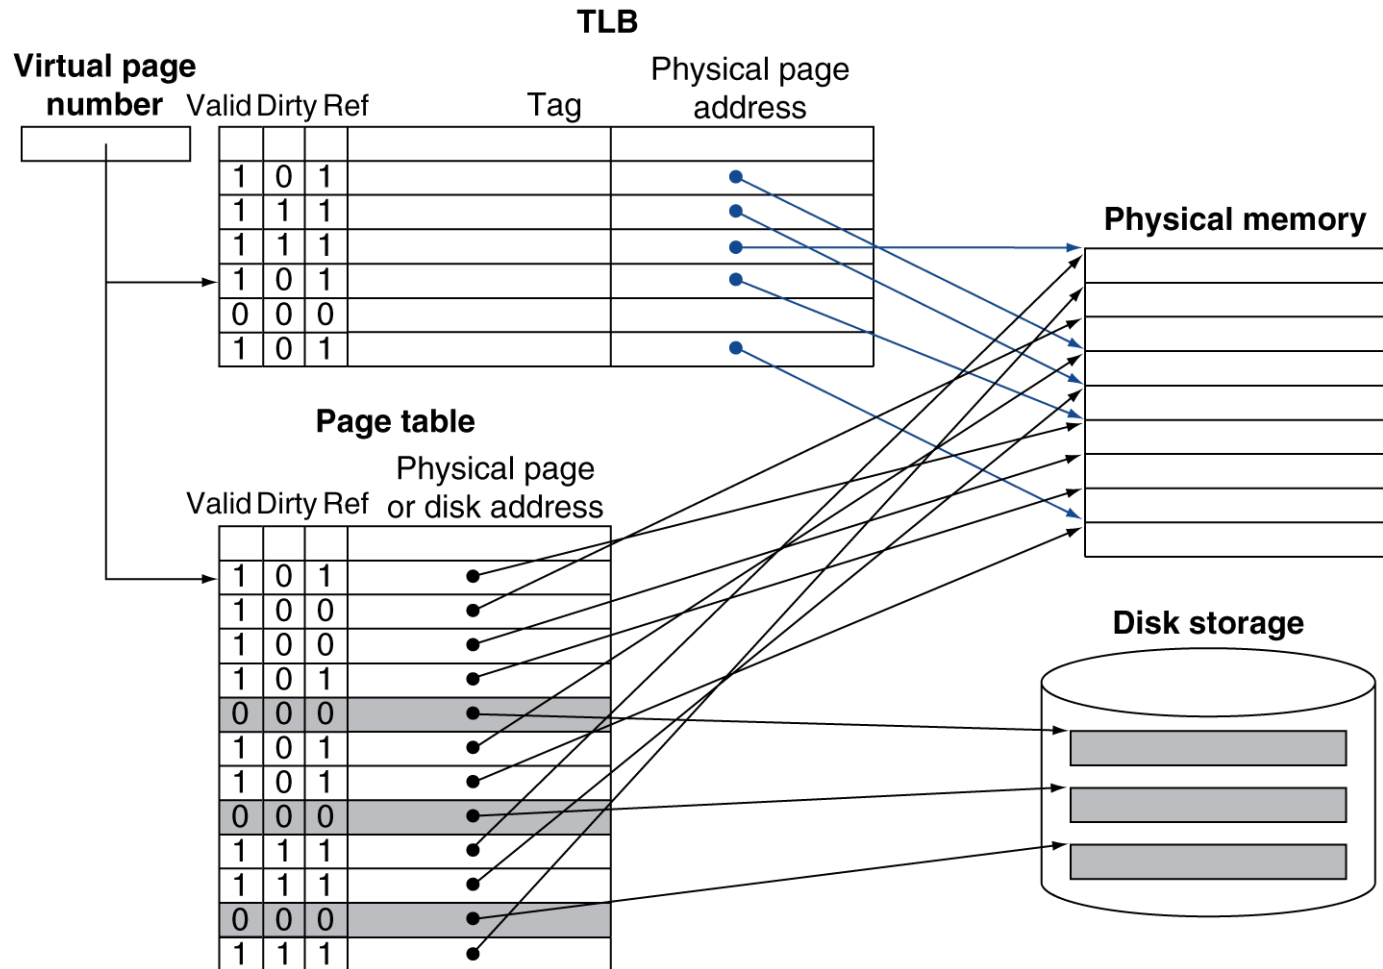 TLB
Virtual page
number
Valid Dirty Ref
Tag
Physical page
address
1 0 1
1 1 1
1 1 1
1 0 1
0 0 0
1 0 1
Physical memory
Page table
Physical page
or disk address
Valid Dirty Ref
1 0 1
1 0 0
1 0 0
1 0 1
0 0 0
1 0 1
1 0 1
0 0 0
1 1 1
1 1 1
0 0 0
1 1 1
Disk storage